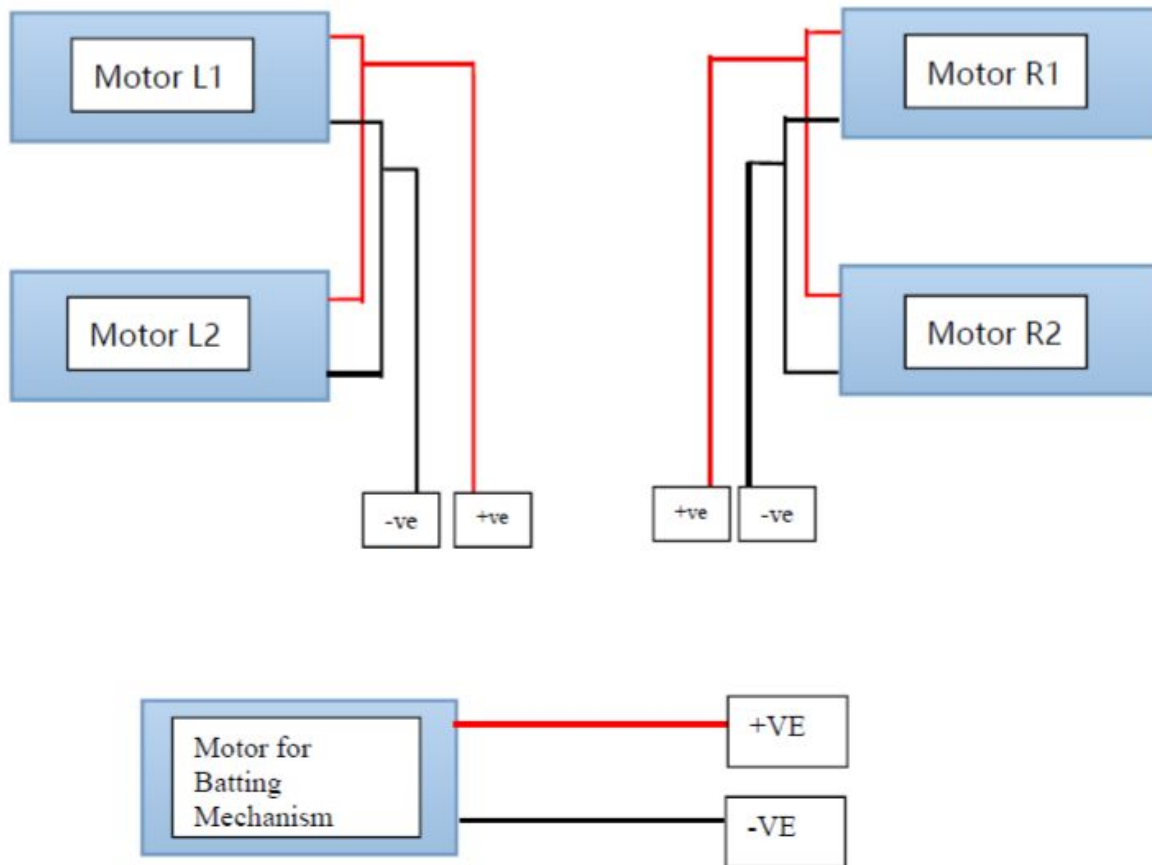 Motor L1
Motor R1
Motor L2
Motor R2
-ve
+ve
+ve
-ve
Motor for
Batting
Mechanism
+VE
-VE